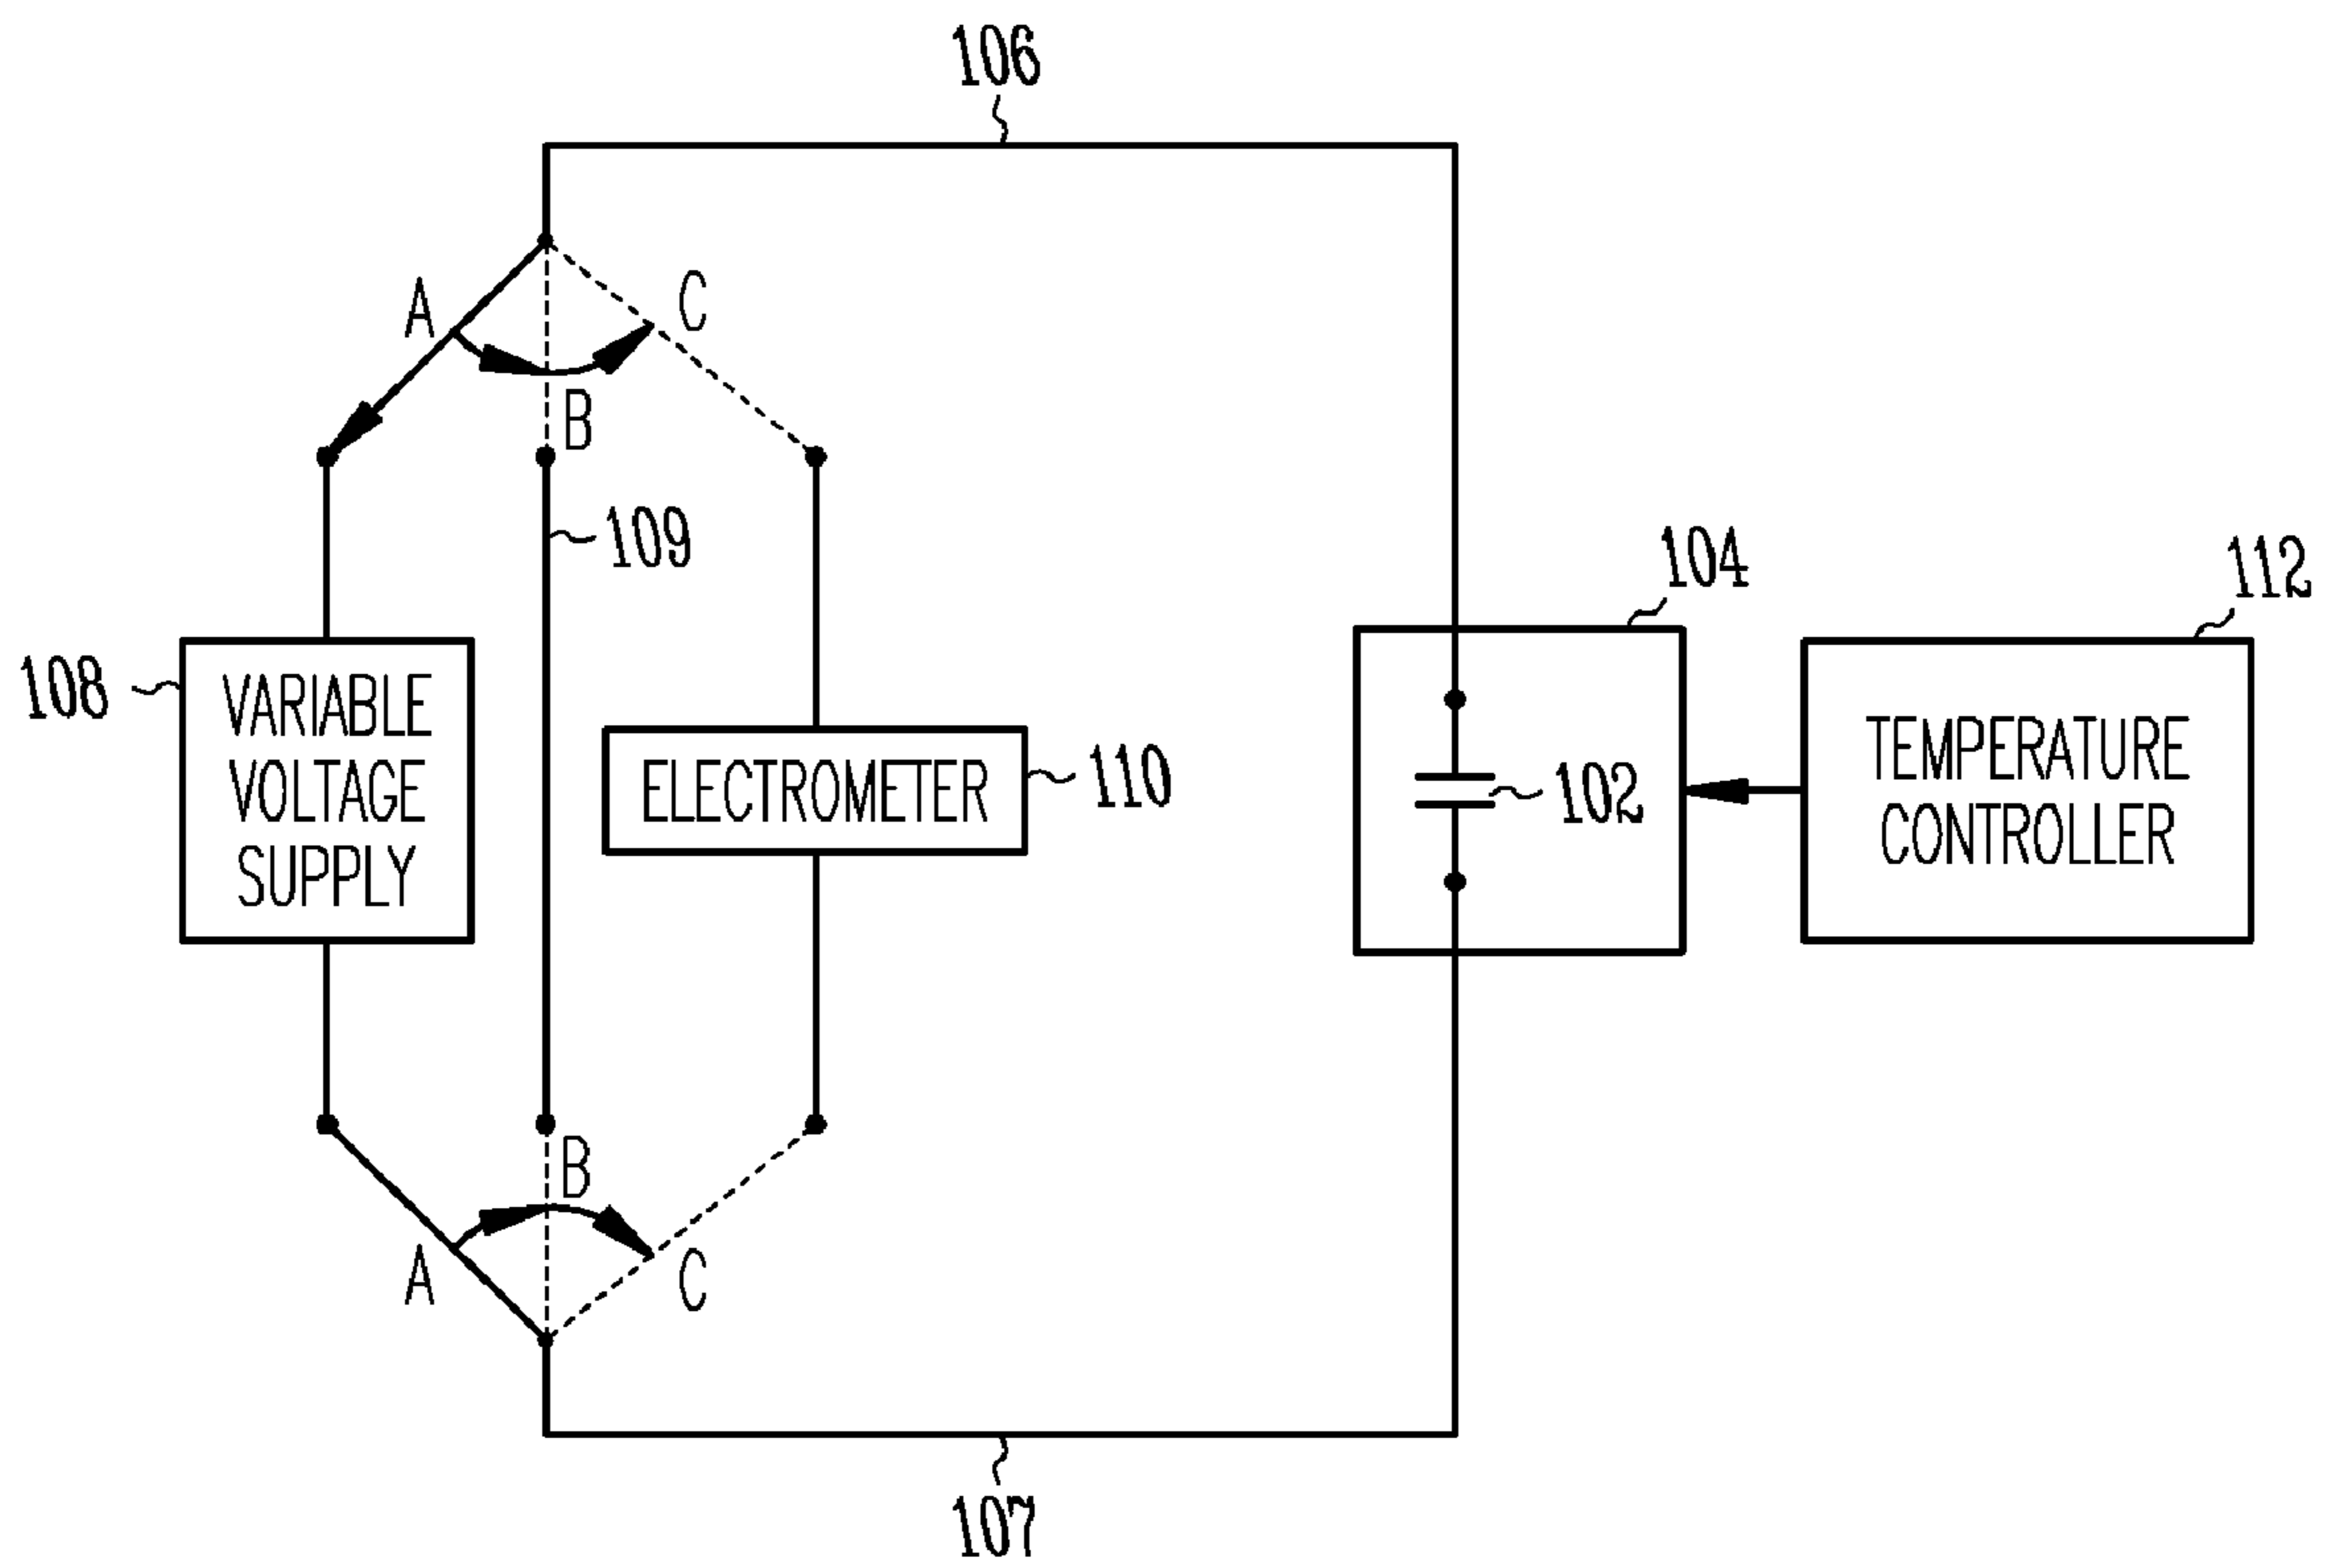 106
A
C
B
109
104
112
108
VARIABLE
VOLTAGE
SUPPLY
ELECTROMETER
110
102
TEMPERATURE
CONTROLLER
B
A
C
107